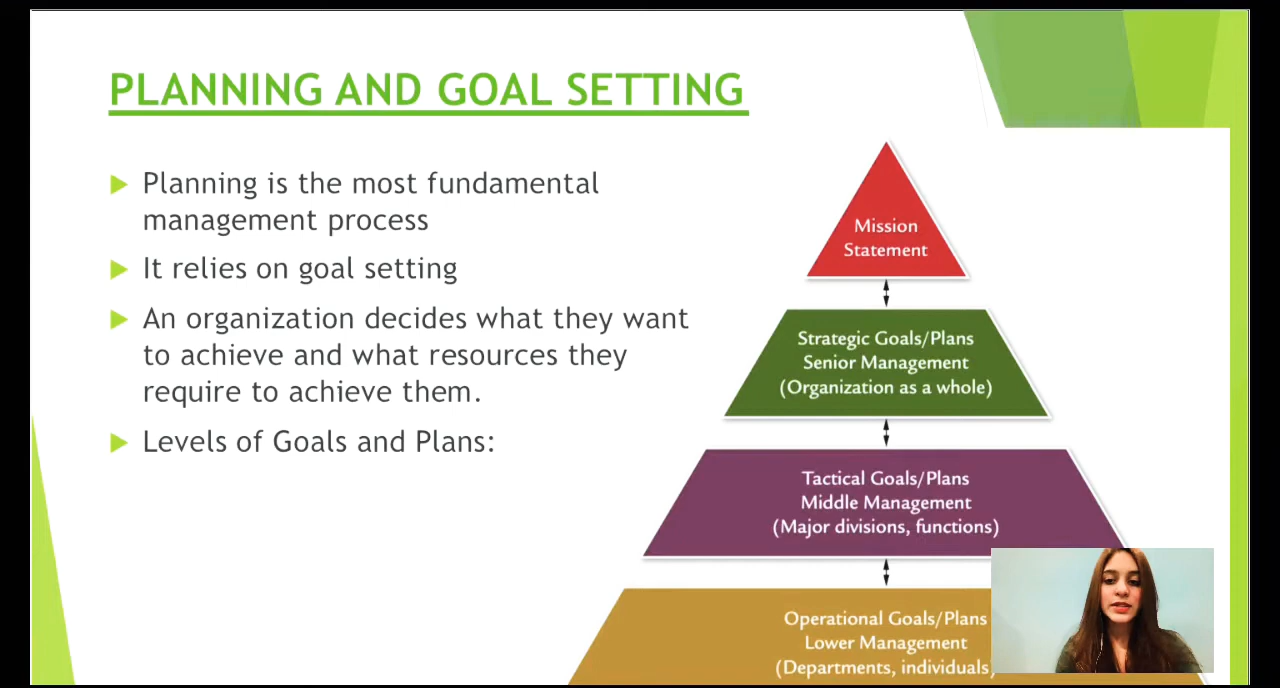 PLANNING AND GOAL SETTING
Planning is the most fundamental
management process
It relies on goal setting
An organization decides what they want
to achieve and what resources they
require to achieve them.
Levels of Goals and Plans:
Mission
Statement
Strategic Goals/Plans
Senior Management
(Organization as a whole)
Tactical Goals/Plans
Middle Management
(Major divisions, functions)
Operational Goals/Plans
Lower Management
(Departments, individuals)